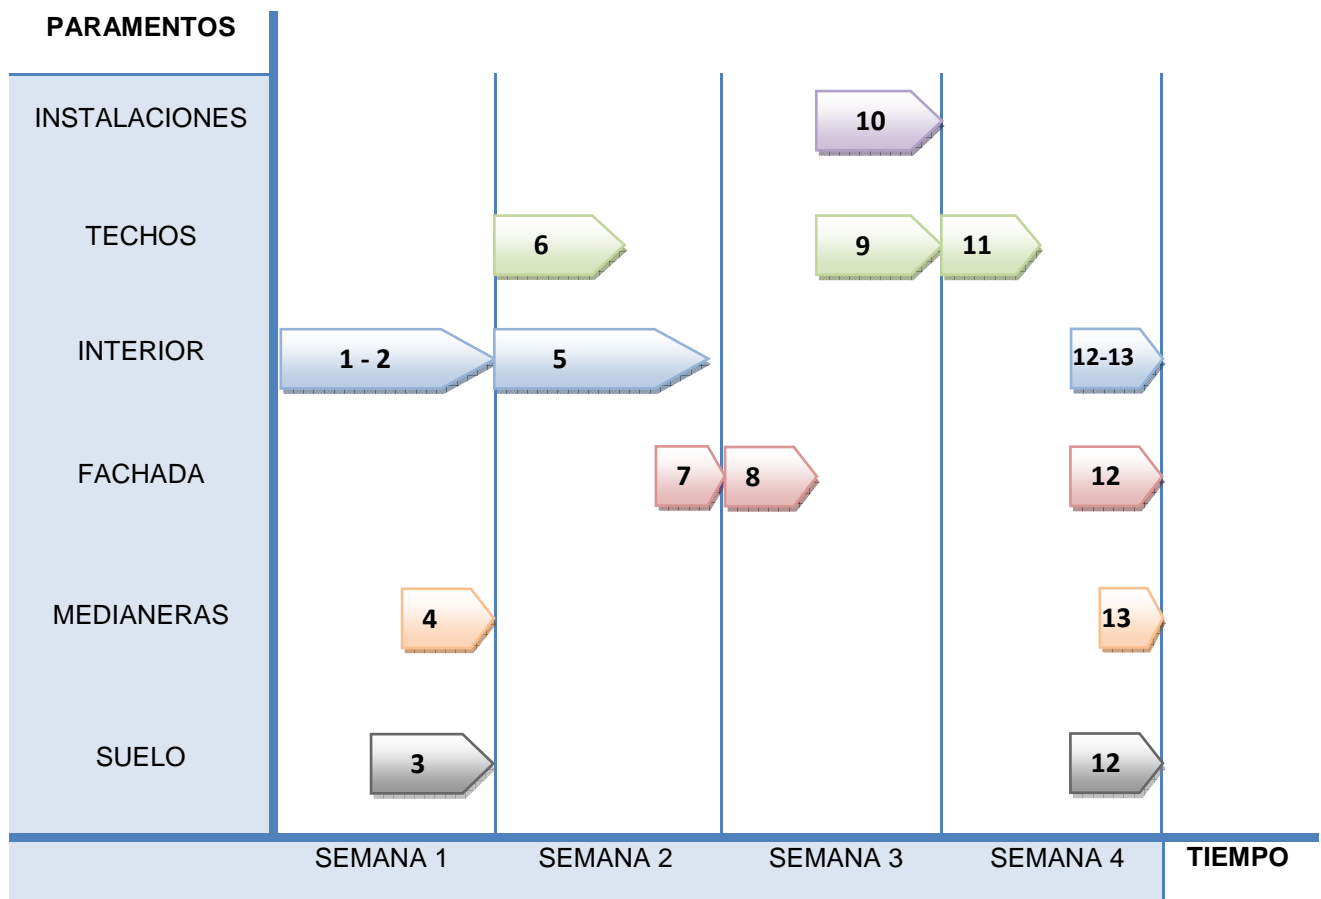 PARAMENTOS
INSTALACIONES
10
TECHOS
6
9
11
INTERIOR
1 - 2
5
12-13
FACHADA
7
8
12
MEDIANERAS
4
13
SUELO
3
12
SEMANA 1
SEMANA 2
SEMANA 3
SEMANA 4
TIEMPO